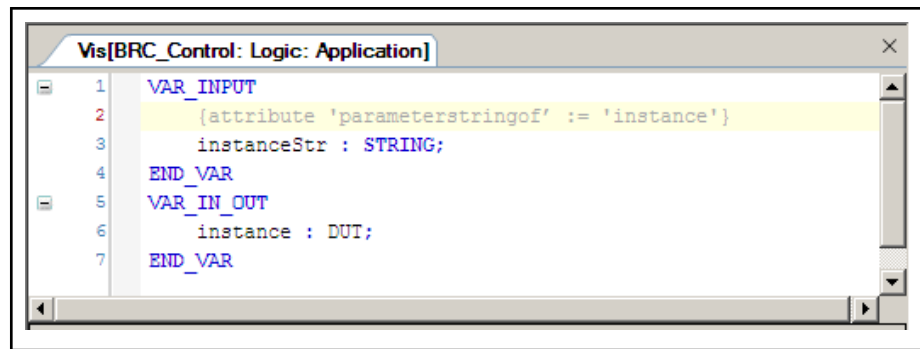 Vis[BRC_Control: Logic: Application]
1 VAR_INPUT
2 {attribute 'parameterstringof’ := 'instance'}
3 instanceStr : STRING;
4 END_VAR
5 VAR_IN_OUT
6 instance : DUT;
7 END_VAR